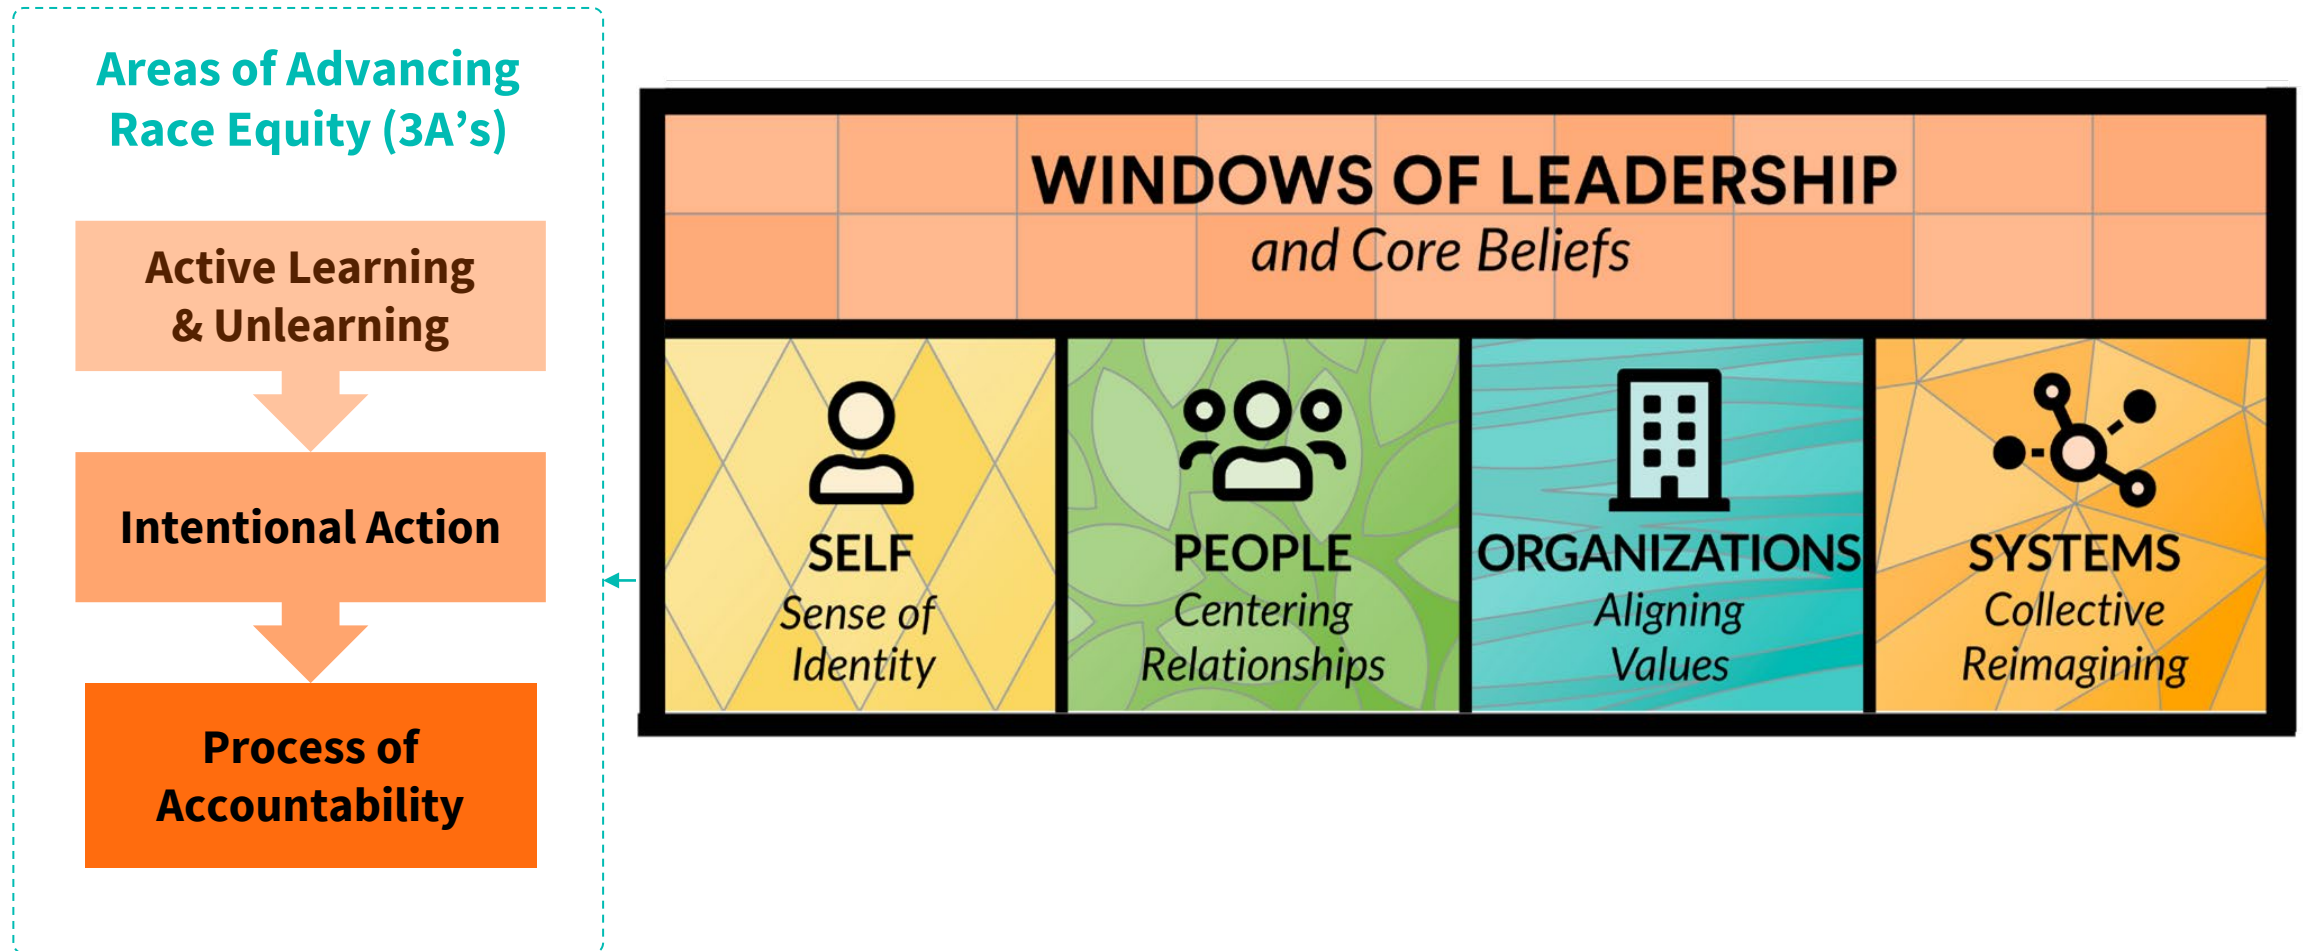 Areas of Advancing
Race Equity (3A’s)
Active Learning
& Unlearning
Intentional Action
Process of
Accountability
WINDOWS OF LEADERSHIP
and Core Beliefs
SELF
Sense of
Identity
PEOPLE
Centering
Relationships
ORGANIZATIONS
Aligning
Values
SYSTEMS
Collective
Reimagining